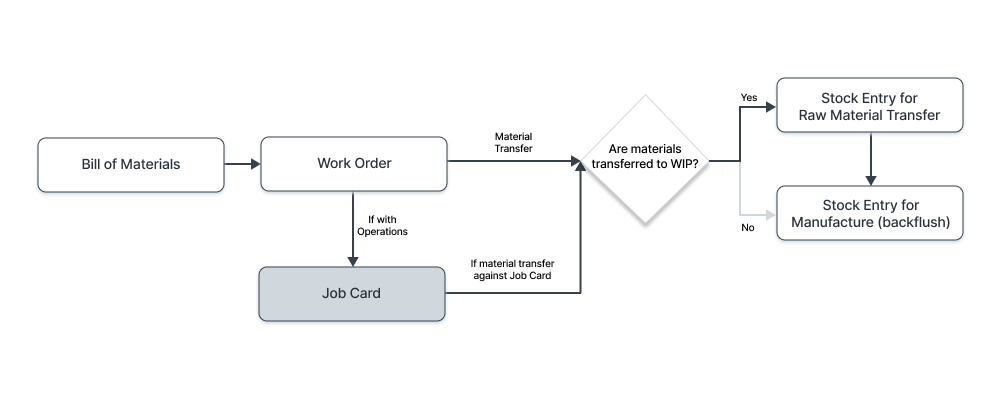 Bill of Materials
Work Order
Material
Transfer
Are materials
transferred to WIP?
Yes
Stock Entry for
Raw Material Transfer
No
Stock Entry for
Manufacture (backflush)
If with
Operations
Job Card
If material transfer
against Job Card